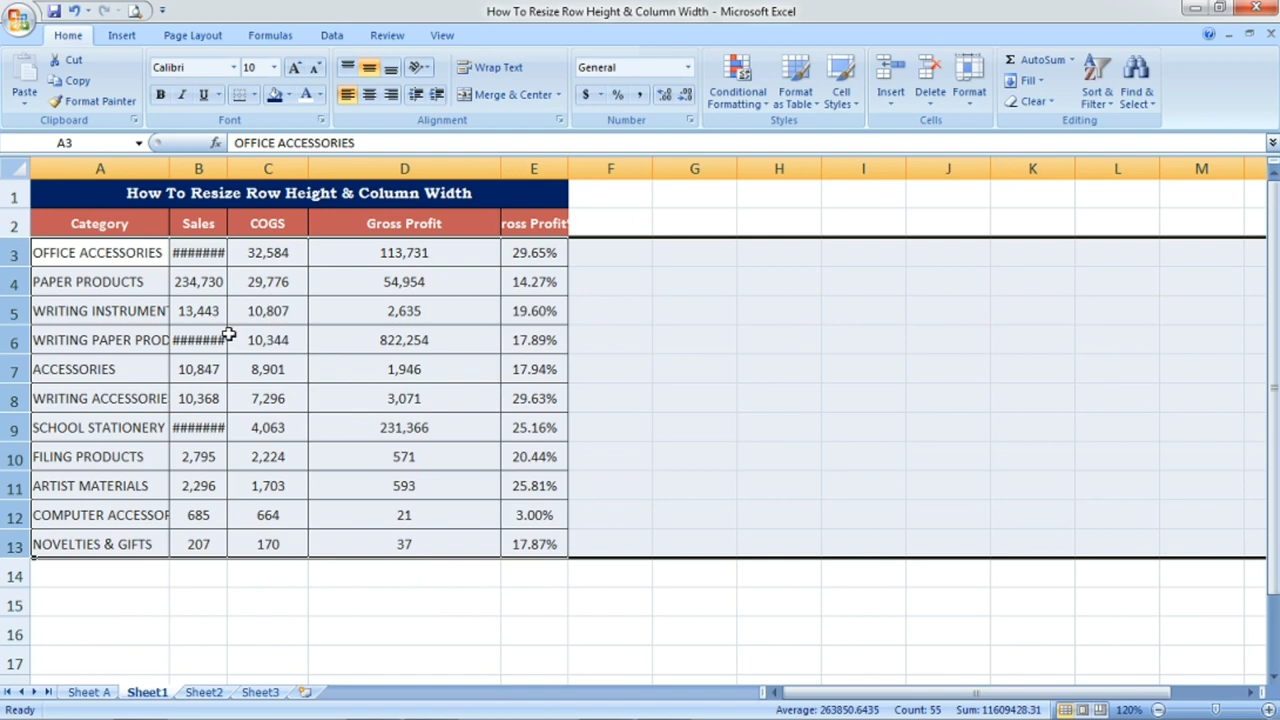 How To Resize Row Height & Column Width - Microsoft Excel
Home Insert Page Layout Formulas Data Review View
Cut
Copy
Format Painter
Paste
Clipboard
Calibri 10
B I U
Font
Wrap Text
Merge & Center
Alignment
General
$ % ,
Number
Conditional Formatting
Format as Table
Cell Styles
Styles
Insert Delete Format
Cells
Σ AutoSum
Fill
Clear
Sort & Filter
Find & Select
Editing
A3 fx OFFICE ACCESSORIES
A B C D E F G H I J K L M
1 How To Resize Row Height & Column Width
2 Category Sales COGS Gross Profit ross Profit
3 OFFICE ACCESSORIES ####### 32,584 113,731 29.65%
4 PAPER PRODUCTS 234,730 29,776 54,954 14.27%
5 WRITING INSTRUMENT 13,443 10,807 2,635 19.60%
6 WRITING PAPER PROD ####### 10,344 822,254 17.89%
7 ACCESSORIES 10,847 8,901 1,946 17.94%
8 WRITING ACCESSORIE 10,368 7,296 3,071 29.63%
9 SCHOOL STATIONERY ####### 4,063 231,366 25.16%
10 FILING PRODUCTS 2,795 2,224 571 20.44%
11 ARTIST MATERIALS 2,296 1,703 593 25.81%
12 COMPUTER ACCESSOR 685 664 21 3.00%
13 NOVELTIES & GIFTS 207 170 37 17.87%
14
15
16
17
Sheet A Sheet1 Sheet2 Sheet3
Ready Average: 263850.6435 Count: 55 Sum: 11609428.31 120%